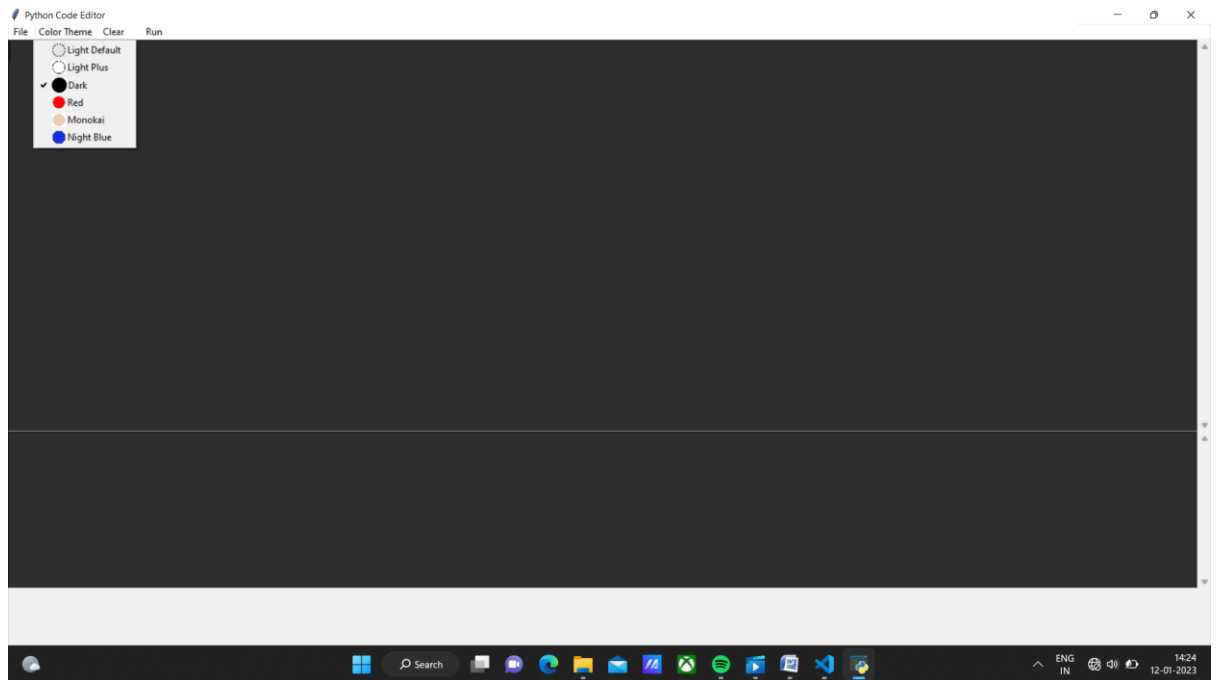 Python Code Editor
File Color Theme Clear Run
Light Default
Light Plus
Dark
Red
Monokai
Night Blue
Search
ENG
IN
14:24
12-01-2023